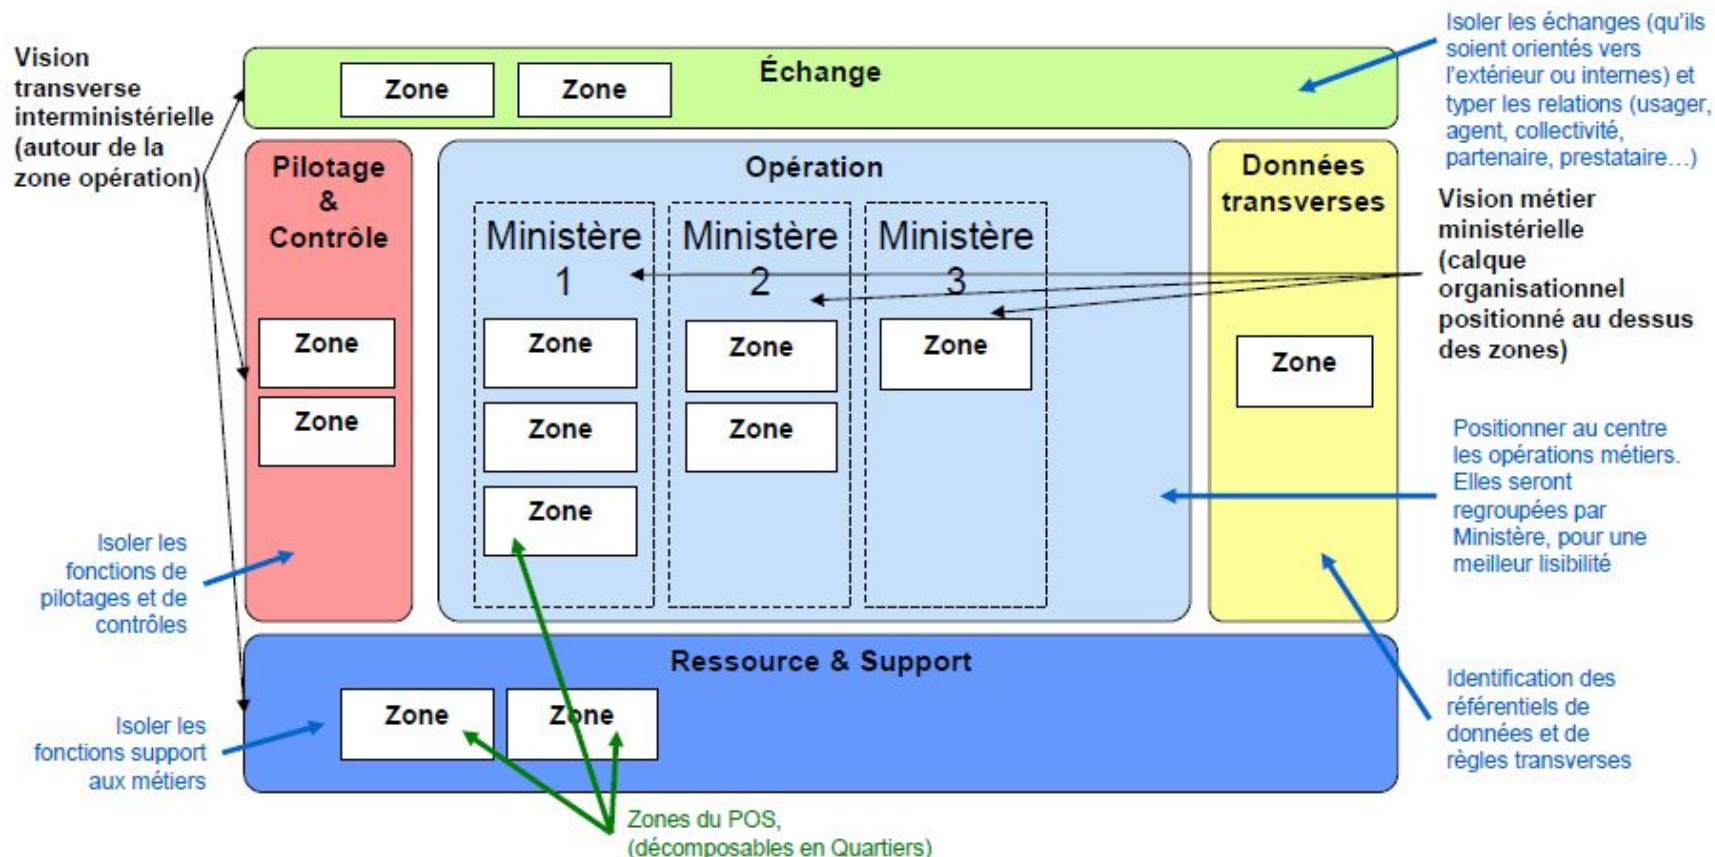 Vision
transverse
interministérielle
(autour de la
zone opération)
Échange
Zone
Zone
Isoler les échanges (qu'ils
soient orientés vers
l'extérieur ou internes) et
typer les relations (usager,
agent, collectivité,
partenaire, prestataire…)
Pilotage
&
Contrôle
Zone
Zone
Opération
Ministère
1
Zone
Zone
Zone
Ministère
2
Zone
Zone
Ministère
3
Zone
Données
transverses
Zone
Vision métier
ministérielle
(calque
organisationnel
positionné au dessus
des zones)
Positionner au centre
les opérations métiers.
Elles seront
regroupées par
Ministère, pour une
meilleur lisibilité
Isoler les
fonctions de
pilotages et de
contrôles
Ressource & Support
Zone
Zone
Isoler les
fonctions support
aux métiers
Identification des
référentiels de
données et de
règles transverses
Zones du POS,
(décomposables en Quartiers)